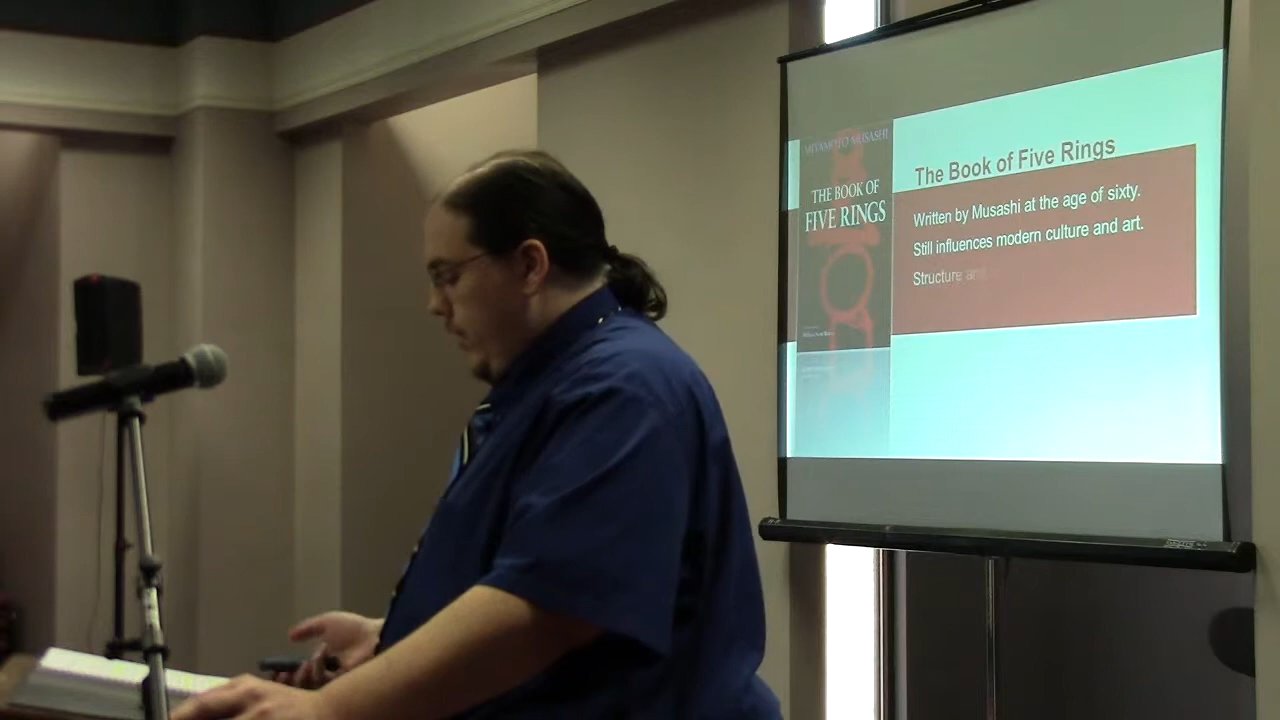 MIYAMOTO MUSASHI
THE BOOK OF
FIVE RINGS
The Book of Five Rings
Written by Musashi at the age of sixty.
Still influences modern culture and art.
Structure and